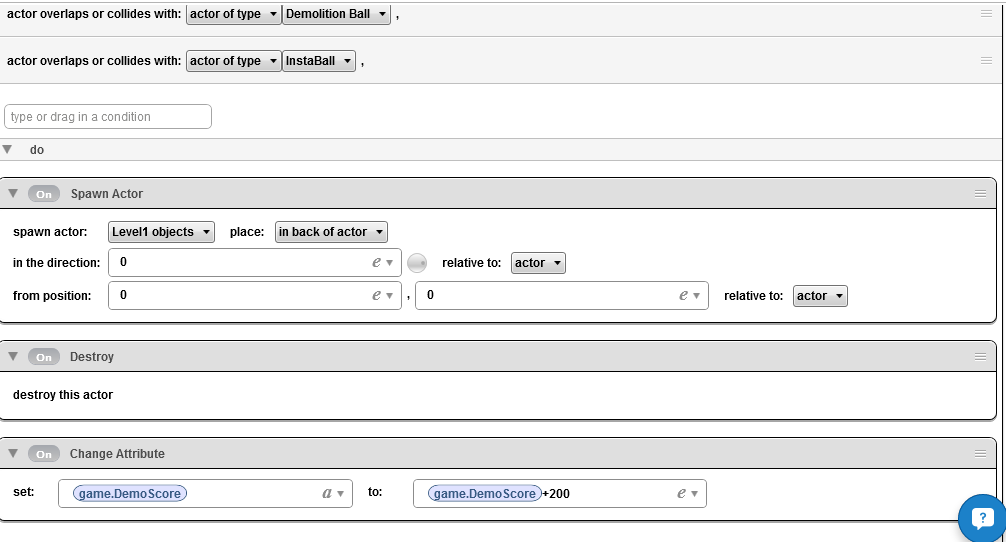 actor overlaps or collides with: actor of type Demolition Ball ,
actor overlaps or collides with: actor of type InstaBall ,
type or drag in a condition
do
On Spawn Actor
spawn actor: Level1 objects place: in back of actor
in the direction: 0 e relative to: actor
from position: 0 e , 0 e relative to: actor
On Destroy
destroy this actor
On Change Attribute
set: game.DemoScore a to: game.DemoScore+200 e
?